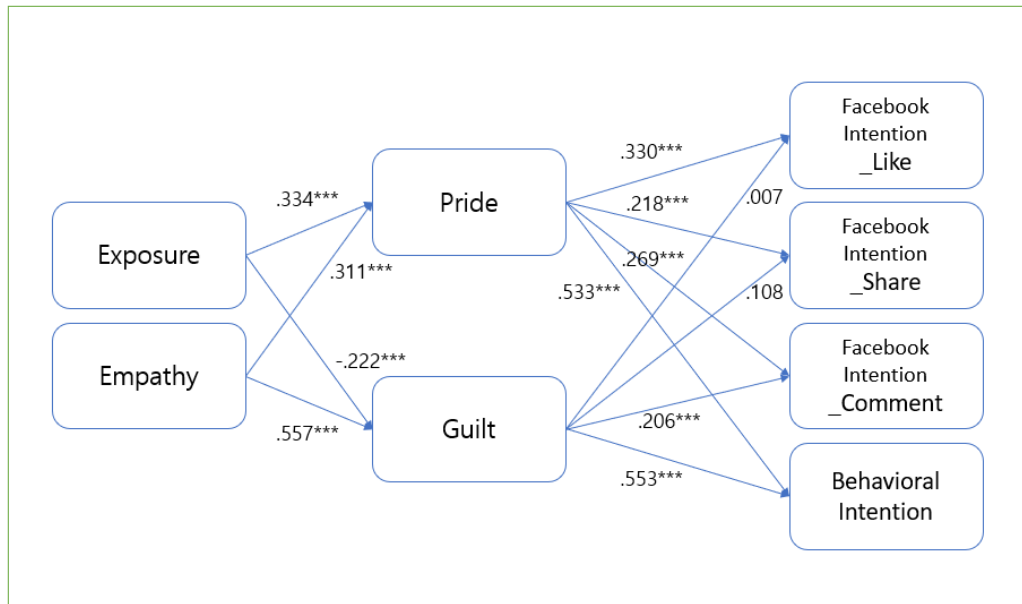 Exposure
Empathy
.334***
.311***
-.222***
.557***
Pride
Guilt
.330***
.218***
.269***
.533***
.007
.108
.206***
.553***
Facebook
Intention
_Like
Facebook
Intention
_Share
Facebook
Intention
_Comment
Behavioral
Intention